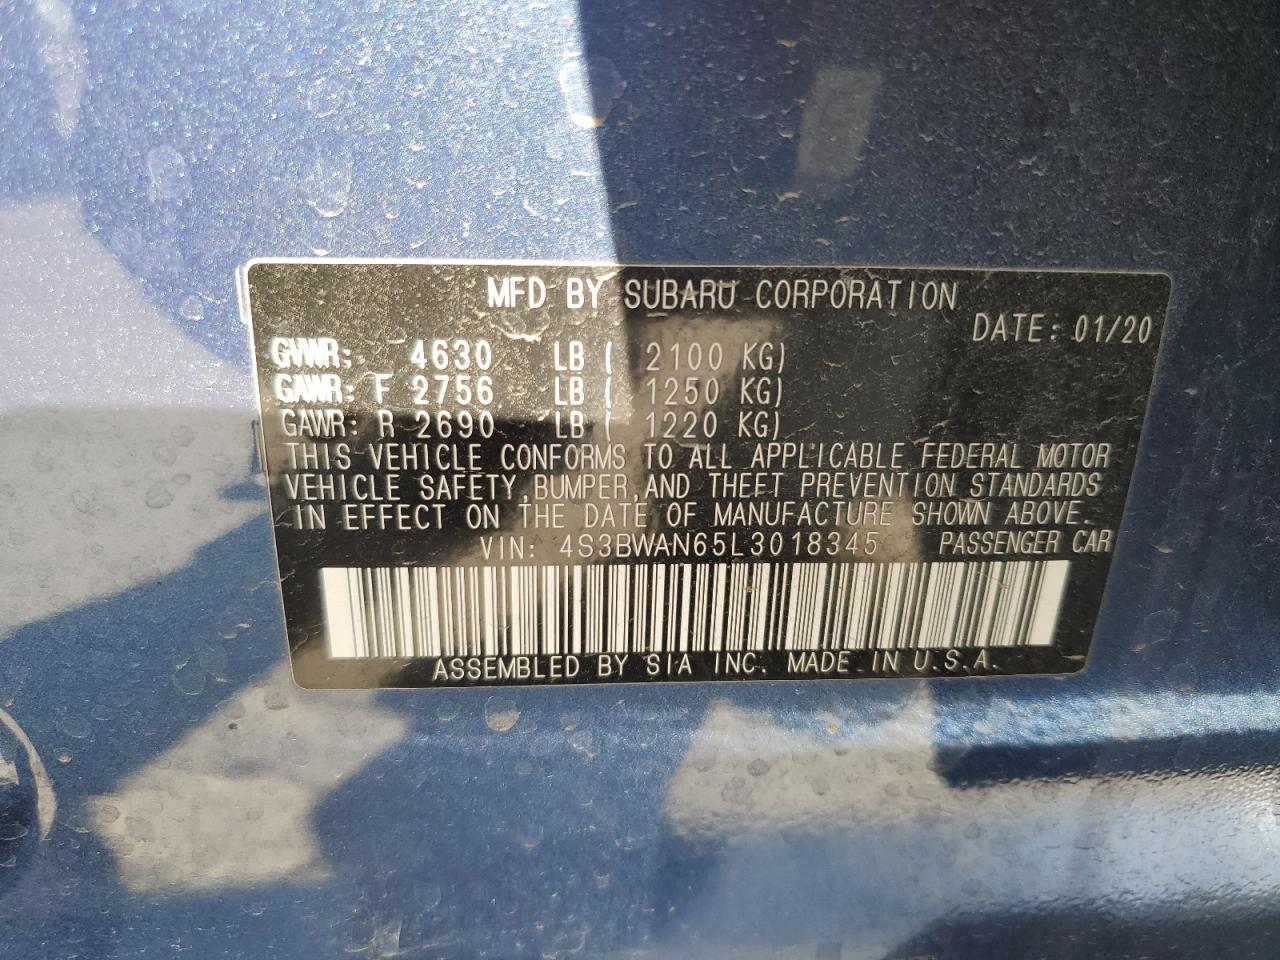 MFD BY SUBARU CORPORATION
DATE: 01/20
GVWR: 4630 LB ( 2100 KG)
GAWR: F 2756 LB ( 1250 KG)
GAWR: R 2690 LB ( 1220 KG)
THIS VEHICLE CONFORMS TO ALL APPLICABLE FEDERAL MOTOR
VEHICLE SAFETY, BUMPER, AND THEFT PREVENTION STANDARDS
IN EFFECT ON THE DATE OF MANUFACTURE SHOWN ABOVE.
VIN: 4S3BWAN65L3018345 PASSENGER CAR
ASSEMBLED BY SIA INC. MADE IN U.S.A.